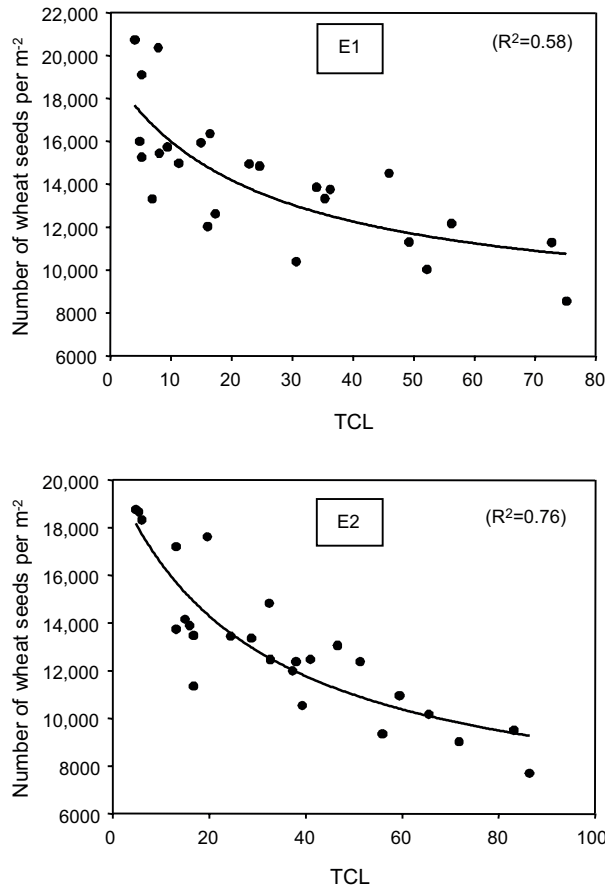 22,000
20,000
18,000
16,000
14,000
12,000
10,000
8000
6000
Number of wheat seeds per m⁻²
E1
(R²=0.58)
0 10 20 30 40 50 60 70 80
TCL
20,000
18,000
16,000
14,000
12,000
10,000
8000
6000
Number of wheat seeds per m⁻²
E2
(R²=0.76)
0 20 40 60 80 100
TCL